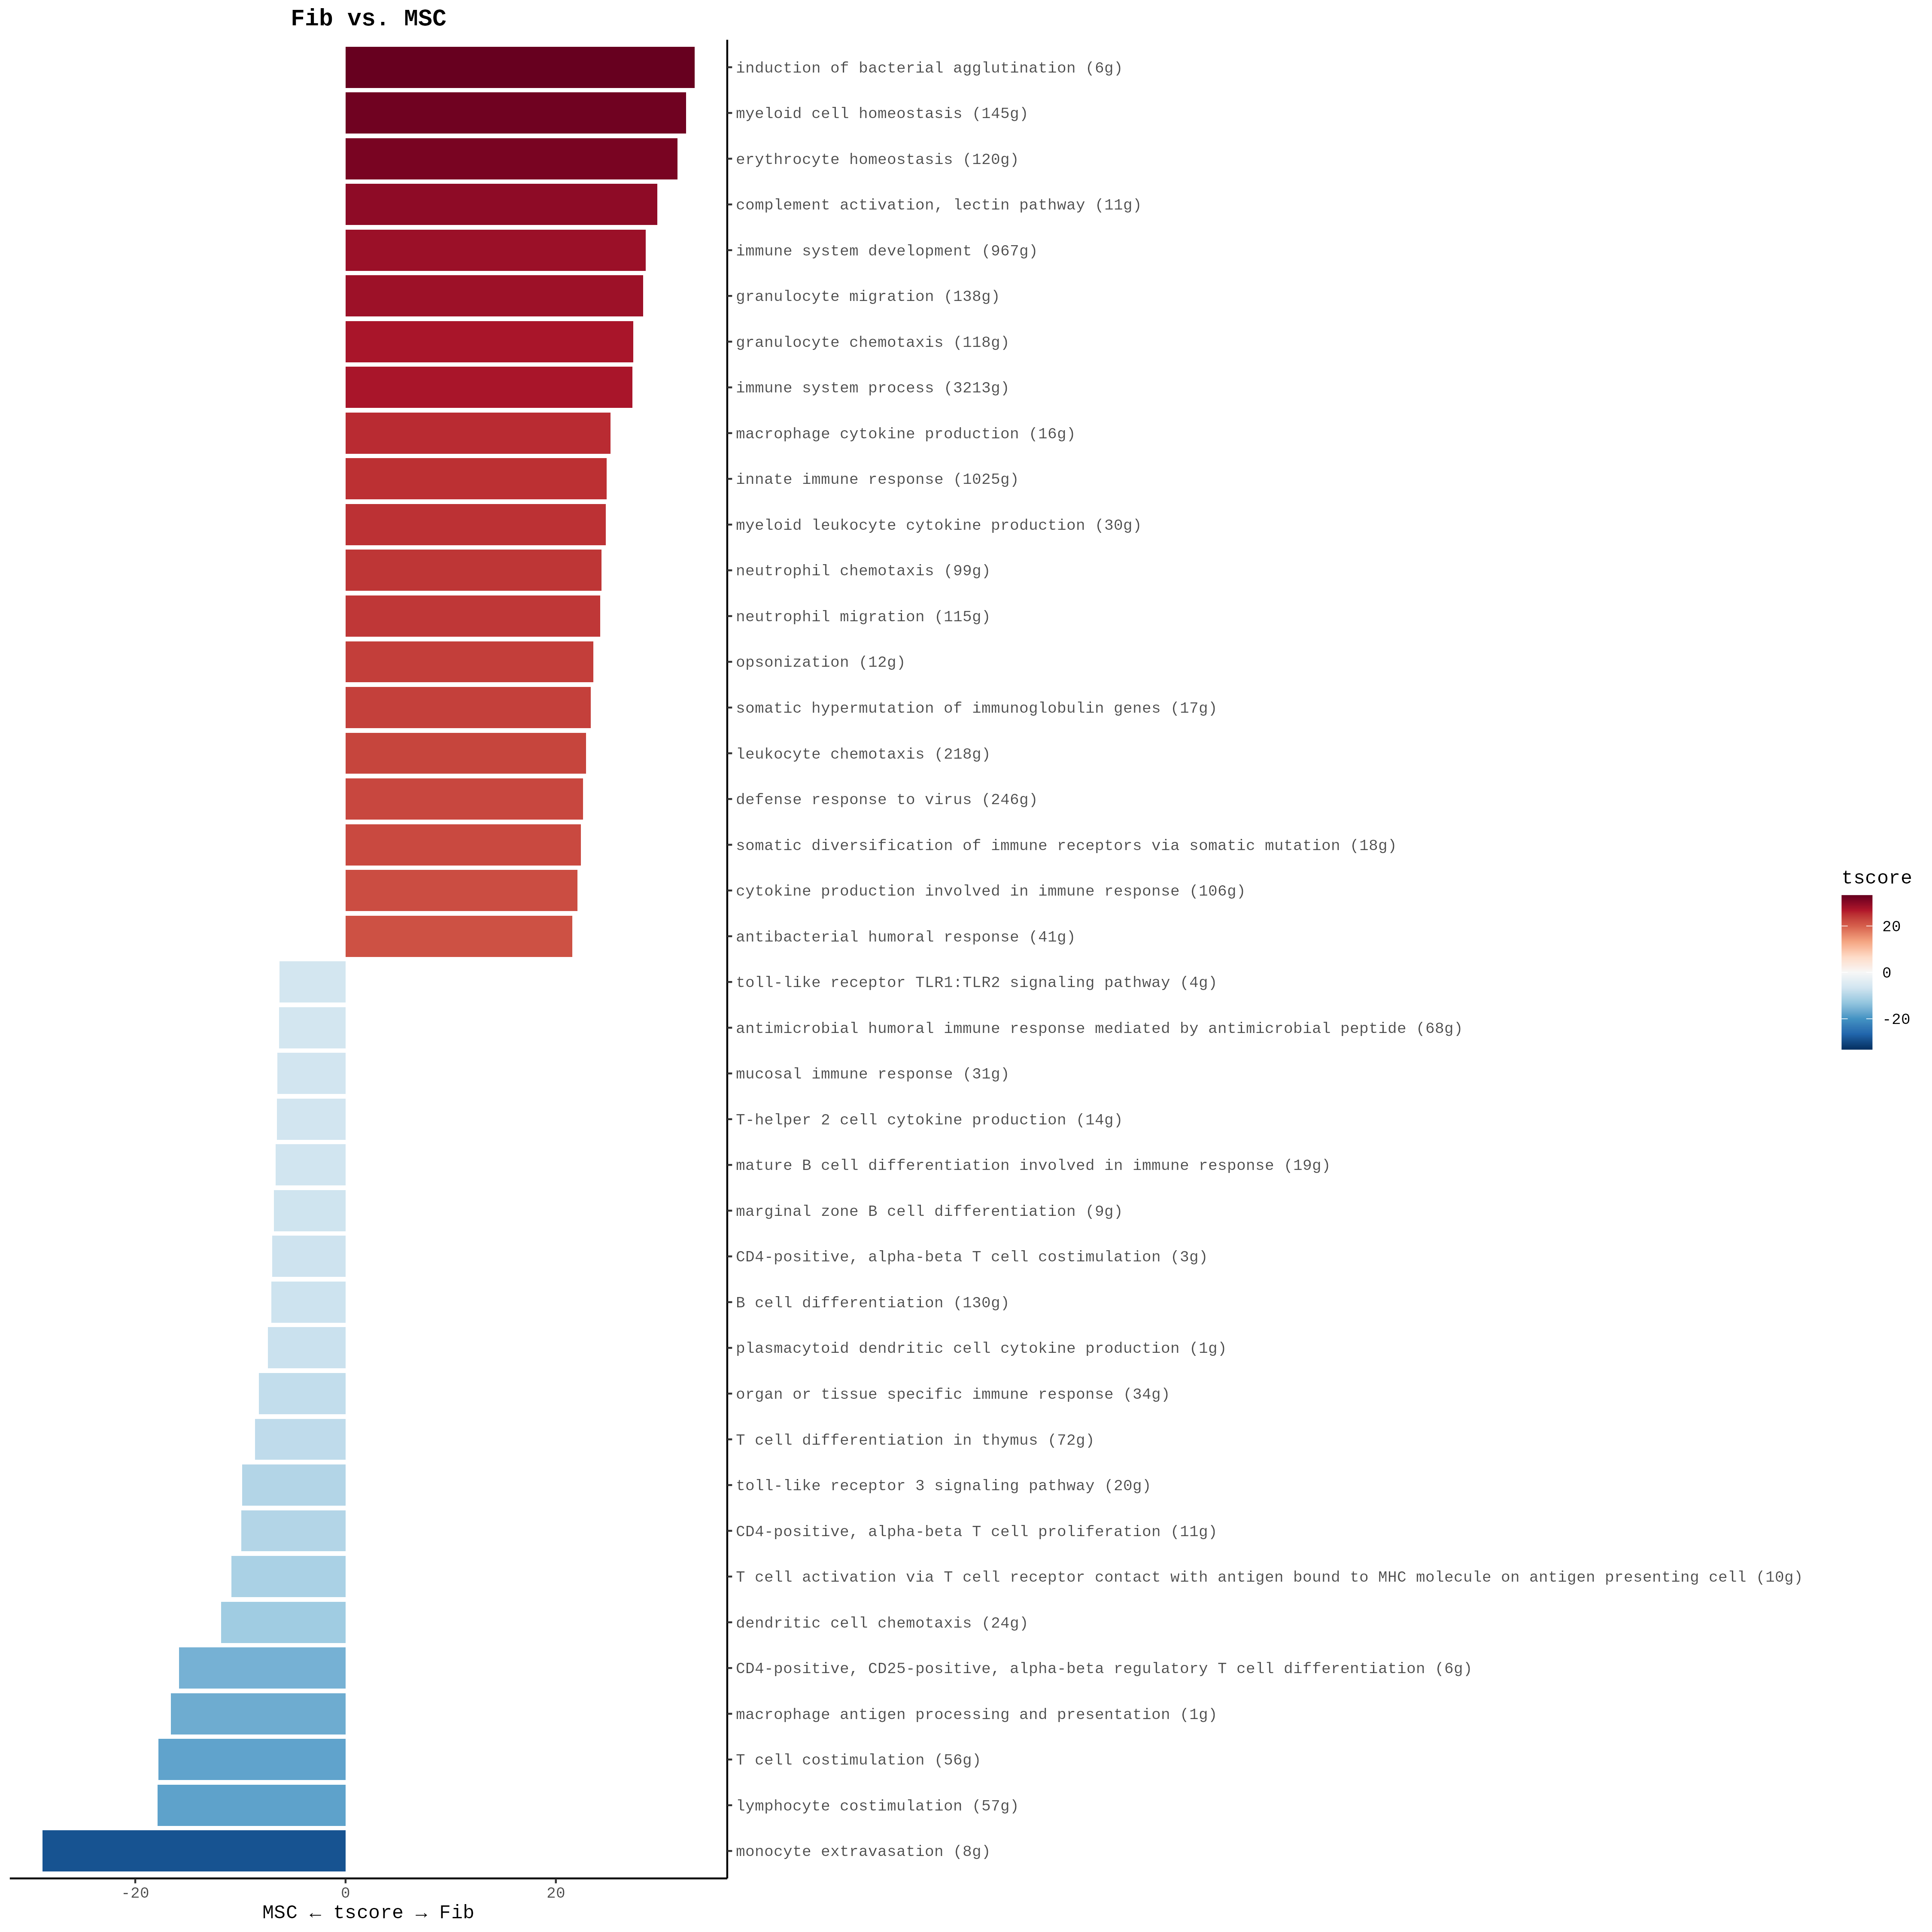 Fib vs. MSC
induction of bacterial agglutination (6g)
myeloid cell homeostasis (145g)
erythrocyte homeostasis (120g)
complement activation, lectin pathway (11g)
immune system development (967g)
granulocyte migration (138g)
granulocyte chemotaxis (118g)
immune system process (3213g)
macrophage cytokine production (16g)
innate immune response (1025g)
myeloid leukocyte cytokine production (30g)
neutrophil chemotaxis (99g)
neutrophil migration (115g)
opsonization (12g)
somatic hypermutation of immunoglobulin genes (17g)
leukocyte chemotaxis (218g)
defense response to virus (246g)
somatic diversification of immune receptors via somatic mutation (18g)
cytokine production involved in immune response (106g)
antibacterial humoral response (41g)
toll-like receptor TLR1:TLR2 signaling pathway (4g)
antimicrobial humoral immune response mediated by antimicrobial peptide (68g)
mucosal immune response (31g)
T-helper 2 cell cytokine production (14g)
mature B cell differentiation involved in immune response (19g)
marginal zone B cell differentiation (9g)
CD4-positive, alpha-beta T cell costimulation (3g)
B cell differentiation (130g)
plasmacytoid dendritic cell cytokine production (1g)
organ or tissue specific immune response (34g)
T cell differentiation in thymus (72g)
toll-like receptor 3 signaling pathway (20g)
CD4-positive, alpha-beta T cell proliferation (11g)
T cell activation via T cell receptor contact with antigen bound to MHC molecule on antigen presenting cell (10g)
dendritic cell chemotaxis (24g)
CD4-positive, CD25-positive, alpha-beta regulatory T cell differentiation (6g)
macrophage antigen processing and presentation (1g)
T cell costimulation (56g)
lymphocyte costimulation (57g)
monocyte extravasation (8g)
-20 0 20
MSC ← tscore → Fib
tscore
20
0
-20